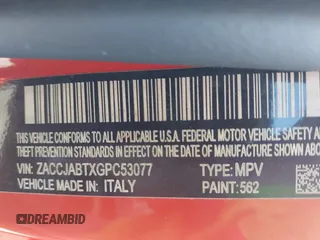 THIS VEHICLE CONFORMS TO ALL APPLICABLE U.S.A. FEDERAL MOTOR VEHICLE SAFETY A
THEFT PREVENTION STANDARDS IN EFFECT ON THE DATE OF MANUFACTURE SHOWN AB
VIN: ZACCJABTXGPC53077 TYPE: MPV
VEHICLE MADE IN: ITALY PAINT: 562
DREAMBID